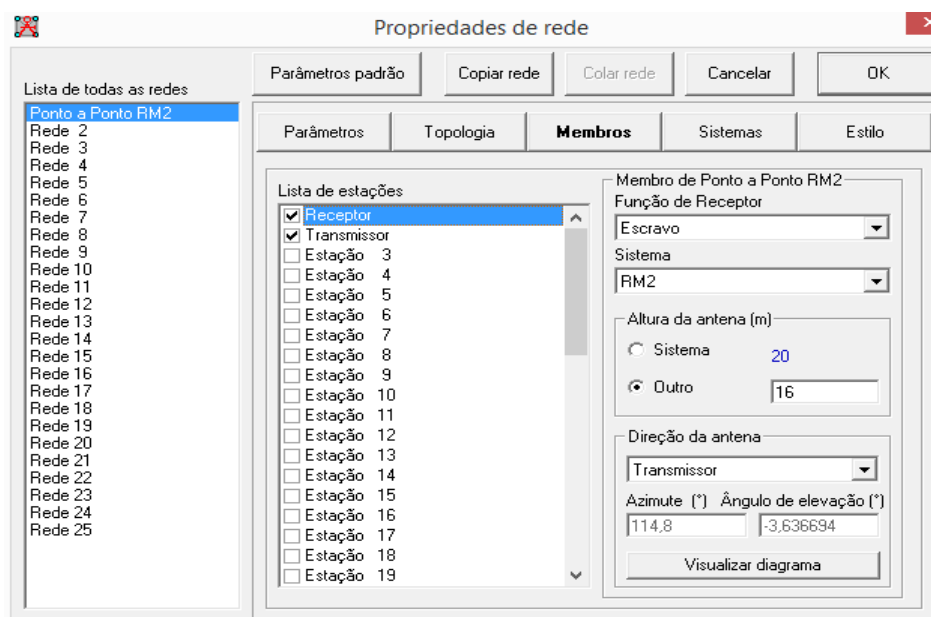 Propriedades de rede
Lista de todas as redes
Ponto a Ponto RM2
Rede 2
Rede 3
Rede 4
Rede 5
Rede 6
Rede 7
Rede 8
Rede 9
Rede 10
Rede 11
Rede 12
Rede 13
Rede 14
Rede 15
Rede 16
Rede 17
Rede 18
Rede 19
Rede 20
Rede 21
Rede 22
Rede 23
Rede 24
Rede 25
Parâmetros padrão Copiar rede Colar rede Cancelar OK
Parâmetros Topologia Membros Sistemas Estilo
Lista de estações
Receptor
Transmissor
Estação 3
Estação 4
Estação 5
Estação 6
Estação 7
Estação 8
Estação 9
Estação 10
Estação 11
Estação 12
Estação 13
Estação 14
Estação 15
Estação 16
Estação 17
Estação 18
Estação 19
Membro de Ponto a Ponto RM2
Função de Receptor
Escravo
Sistema
RM2
Altura da antena (m)
Sistema 20
Outro 16
Direção da antena
Transmissor
Azimute (°) Ângulo de elevação (°)
114,8 -3,636694
Visualizar diagrama